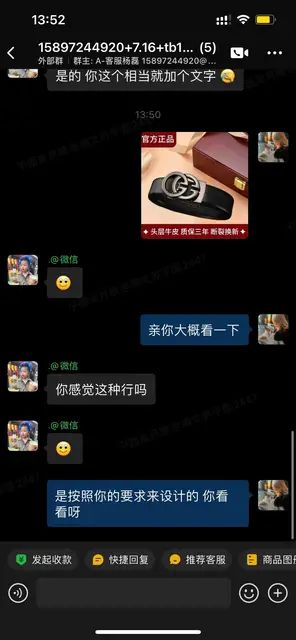 13:52
15897244920+7.16+tb1... (5)
外部群 群主: A-客服杨磊 15897244920@...
是的 你这个相当就加个文字
13:50
官方正品
头层牛皮 质保三年 断裂换新
.@微信
亲你大概看一下
.@微信
你感觉这种行吗
.@微信
是按照你的要求来设计的 你看
看呀
发起收款
快捷回复
推荐客服
商品图册